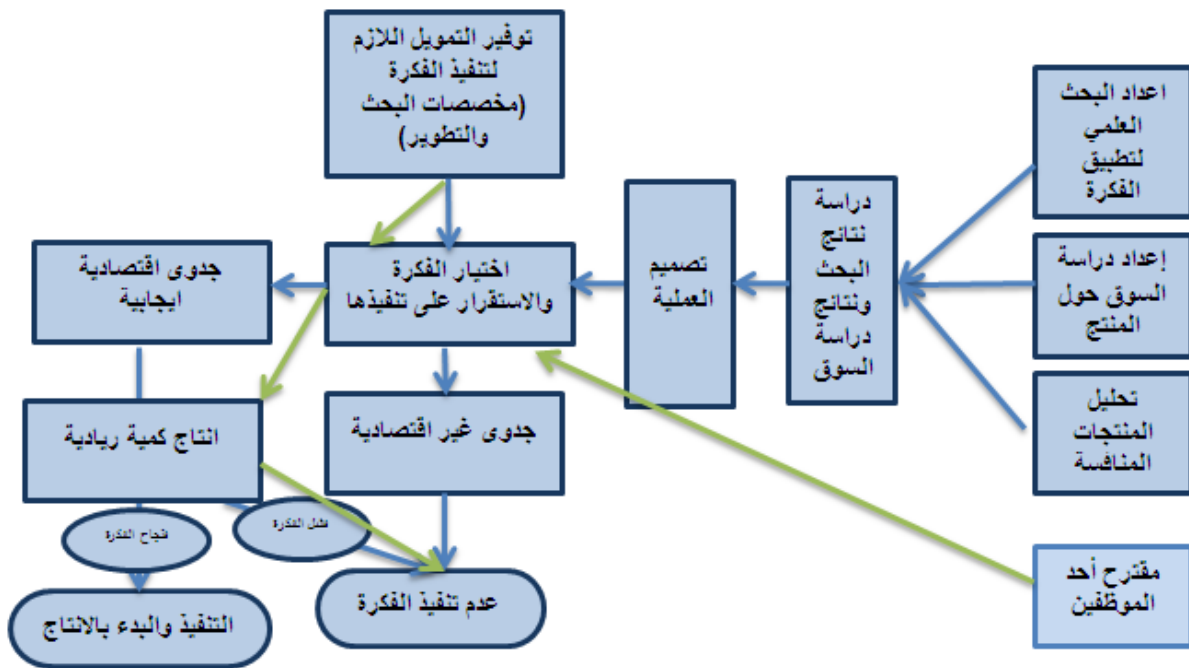 توفير التمويل اللازم
لتنفيذ الفكرة
(مخصصات البحث
والتطوير)
اعداد البحث
العلمي
لتطبيق
الفكرة
إعداد دراسة
السوق حول
المنتج
تحليل
المنتجات
المنافسة
مقترح أحد
الموظفين
دراسة
نتائج
البحث
ونتائج
دراسة
السوق
تصميم
العملية
اختيار الفكرة
والاستقرار على تنفيذها
جدوى اقتصادية
ايجابية
جدوى غير اقتصادية
انتاج كمية ريادية
فشل الفكرة
نجاح الفكرة
عدم تنفيذ الفكرة
التنفيذ والبدء بالانتاج